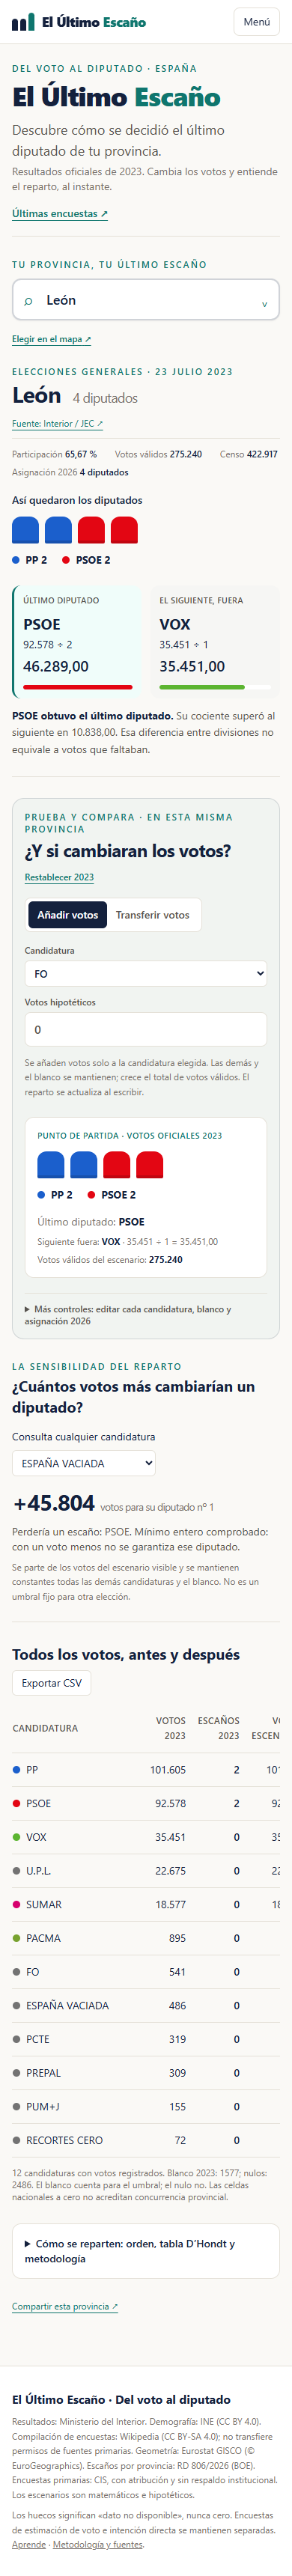 El Último Escaño
Menú
DEL VOTO AL DIPUTADO · ESPAÑA
El Último Escaño
Descubre cómo se decidió el último
diputado de tu provincia.
Resultados oficiales de 2023. Cambia los votos y entiende
el reparto, al instante.
Últimas encuestas ↗
TU PROVINCIA, TU ÚLTIMO ESCAÑO
León
Elegir en el mapa ↗
ELECCIONES GENERALES · 23 JULIO 2023
León 4 diputados
Fuente: Interior / JEC ↗
Participación 65,67 % Votos válidos 275.240 Censo 422.917
Asignación 2026 4 diputados
Así quedaron los diputados
PP 2 PSOE 2
ÚLTIMO DIPUTADO
PSOE
92.578 ÷ 2
46.289,00
EL SIGUIENTE, FUERA
VOX
35.451 ÷ 1
35.451,00
PSOE obtuvo el último diputado. Su cociente superó al
siguiente en 10.838,00. Esa diferencia entre divisiones no
equivale a votos que faltaban.
PRUEBA Y COMPARA · EN ESTA MISMA
PROVINCIA
¿Y si cambiaran los votos?
Restablecer 2023
Añadir votos Transferir votos
Candidatura
FO
Votos hipotéticos
0
Se añaden votos solo a la candidatura elegida. Las demás y
el blanco se mantienen; crece el total de votos válidos. El
reparto se actualiza al escribir.
PUNTO DE PARTIDA · VOTOS OFICIALES 2023
PP 2 PSOE 2
Último diputado: PSOE
Siguiente fuera: VOX · 35.451 ÷ 1 = 35.451,00
Votos válidos del escenario: 275.240
▶ Más controles: editar cada candidatura, blanco y
asignación 2026
LA SENSIBILIDAD DEL REPARTO
¿Cuántos votos más cambiarían un
diputado?
Consulta cualquier candidatura
ESPAÑA VACIADA
+45.804 votos para su diputado nº 1
Perdería un escaño: PSOE. Mínimo entero comprobado:
con un voto menos no se garantiza ese diputado.
Se parte de los votos del escenario visible y se mantienen
constantes todas las demás candidaturas y el blanco. No es un
umbral fijo para otra elección.
Todos los votos, antes y después
Exportar CSV
CANDIDATURA VOTOS 2023 ESCAÑOS 2023
PP 101.605 2
PSOE 92.578 2
VOX 35.451 0
U.P.L. 22.675 0
SUMAR 18.577 0
PACMA 895 0
FO 541 0
ESPAÑA VACIADA 486 0
PCTE 319 0
PREPAL 309 0
PUM+J 155 0
RECORTES CERO 72 0
12 candidaturas con votos registrados. Blanco 2023: 1577; nulos:
2486. El blanco cuenta para el umbral; el nulo no. Las celdas
nacionales a cero no acreditan concurrencia provincial.
▶ Cómo se reparten: orden, tabla D'Hondt y
metodología
Compartir esta provincia ↗
El Último Escaño · Del voto al diputado
Resultados: Ministerio del Interior. Demografía: INE (CC BY 4.0).
Compilación de encuestas: Wikipedia (CC BY-SA 4.0); no transfiere
permisos de fuentes primarias. Geometría: Eurostat GISCO (©
EuroGeographics). Escaños por provincia: RD 806/2026 (BOE).
Encuestas primarias: CIS, con atribución y sin respaldo institucional.
Los escenarios son matemáticos e hipotéticos.
Los huecos significan «dato no disponible», nunca cero. Encuestas
de estimación de voto e intención directa se mantienen separadas.
Aprende · Metodología y fuentes.